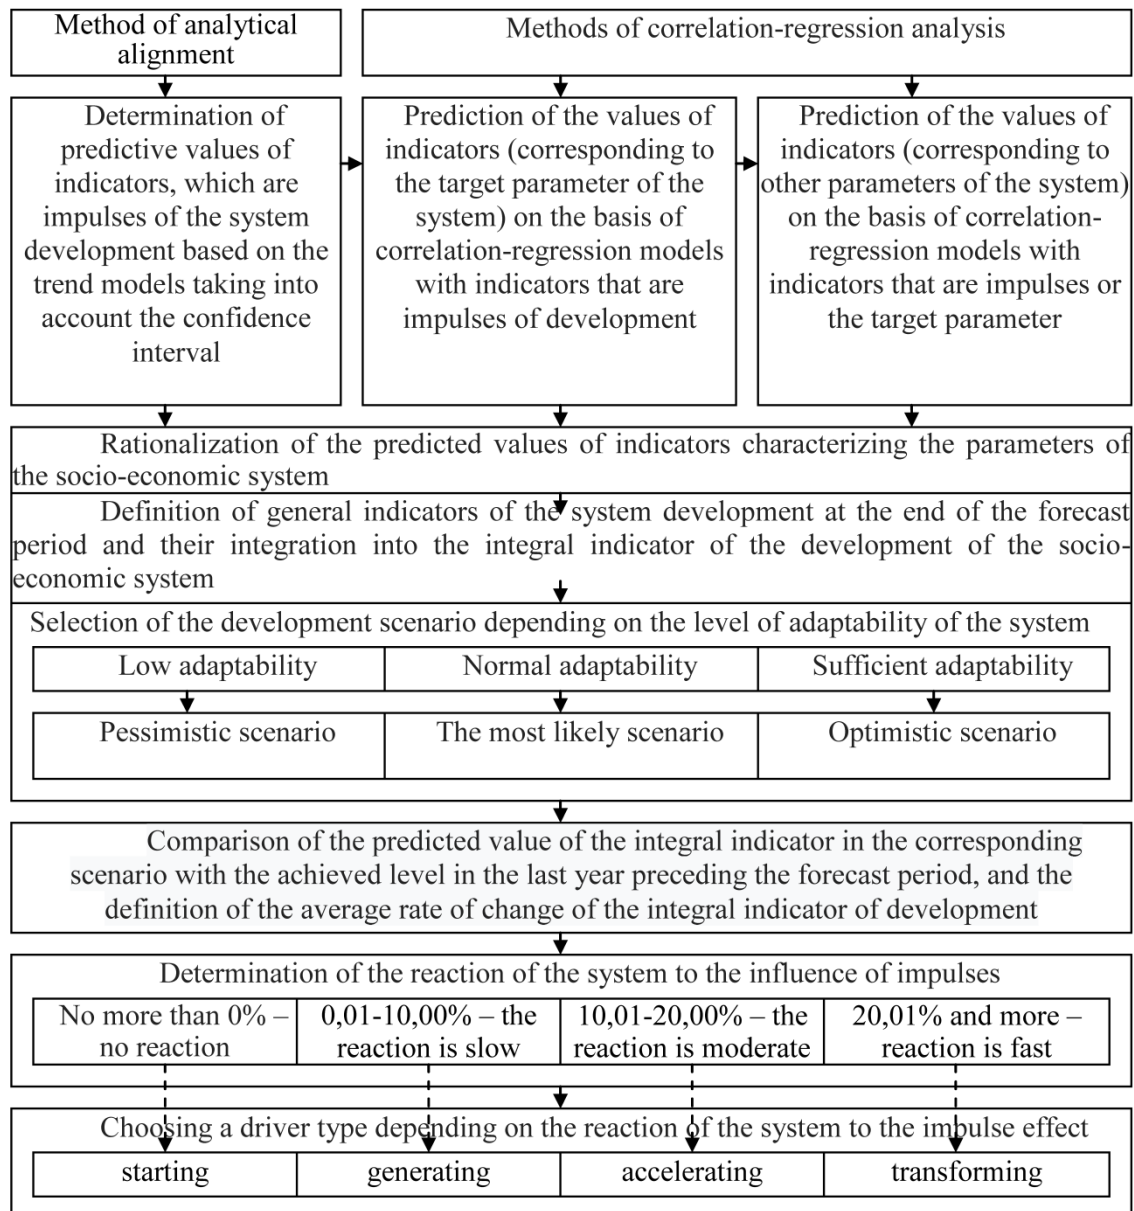 Method of analytical
alignment
Methods of correlation-regression analysis
Determination of
predictive values of
indicators, which are
impulses of the system
development based on the
trend models taking into
account the confidence
interval
Prediction of the values of
indicators (corresponding to
the target parameter of the
system) on the basis of
correlation-regression models
with indicators that are
impulses of development
Prediction of the values of
indicators (corresponding to
other parameters of the system)
on the basis of correlation-
regression models with
indicators that are impulses or
the target parameter
Rationalization of the predicted values of indicators characterizing the parameters of
the socio-economic system
Definition of general indicators of the system development at the end of the forecast
period and their integration into the integral indicator of the development of the socio-
economic system
Selection of the development scenario depending on the level of adaptability of the system
Low adaptability
Normal adaptability
Sufficient adaptability
Pessimistic scenario
The most likely scenario
Optimistic scenario
Comparison of the predicted value of the integral indicator in the corresponding
scenario with the achieved level in the last year preceding the forecast period, and the
definition of the average rate of change of the integral indicator of development
Determination of the reaction of the system to the influence of impulses
No more than 0% –
no reaction
0,01-10,00% – the
reaction is slow
10,01-20,00% – the
reaction is moderate
20,01% and more –
reaction is fast
Choosing a driver type depending on the reaction of the system to the impulse effect
starting
generating
accelerating
transforming